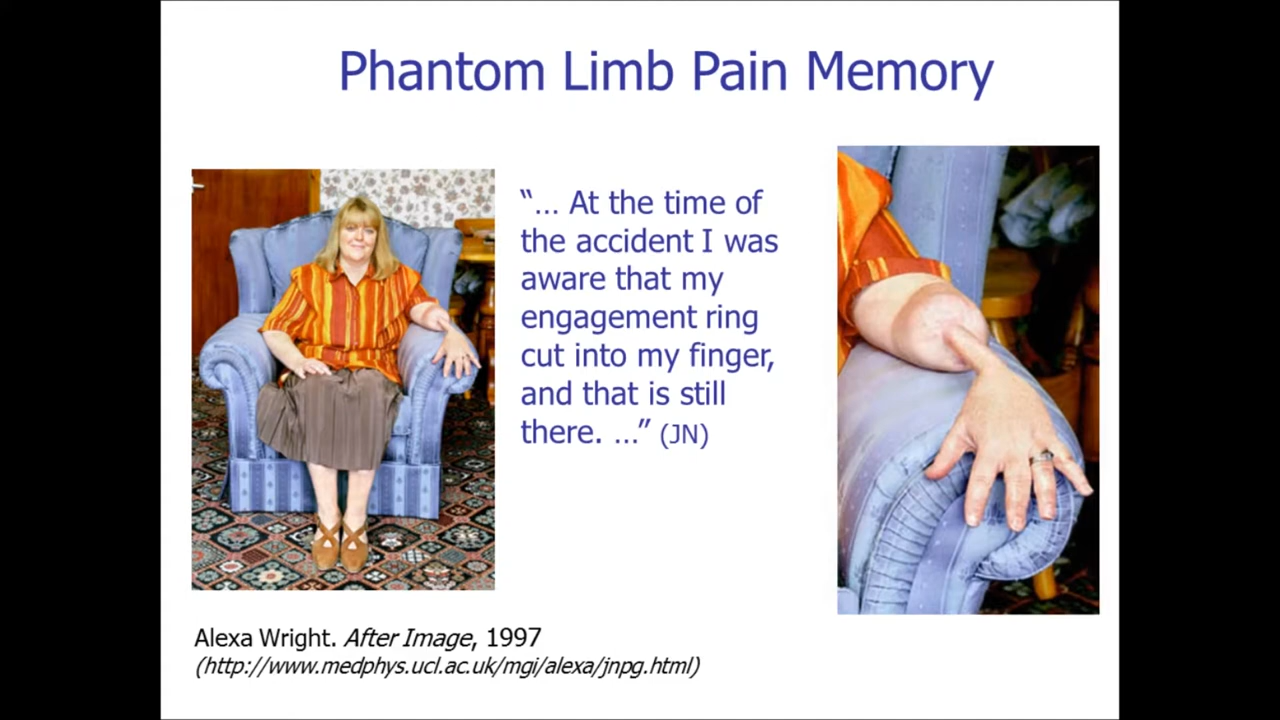 Phantom Limb Pain Memory
“… At the time of
the accident I was
aware that my
engagement ring
cut into my finger,
and that is still
there. …” (JN)
Alexa Wright. After Image, 1997
(http://www.medphys.ucl.ac.uk/mgi/alexa/jnpg.html)